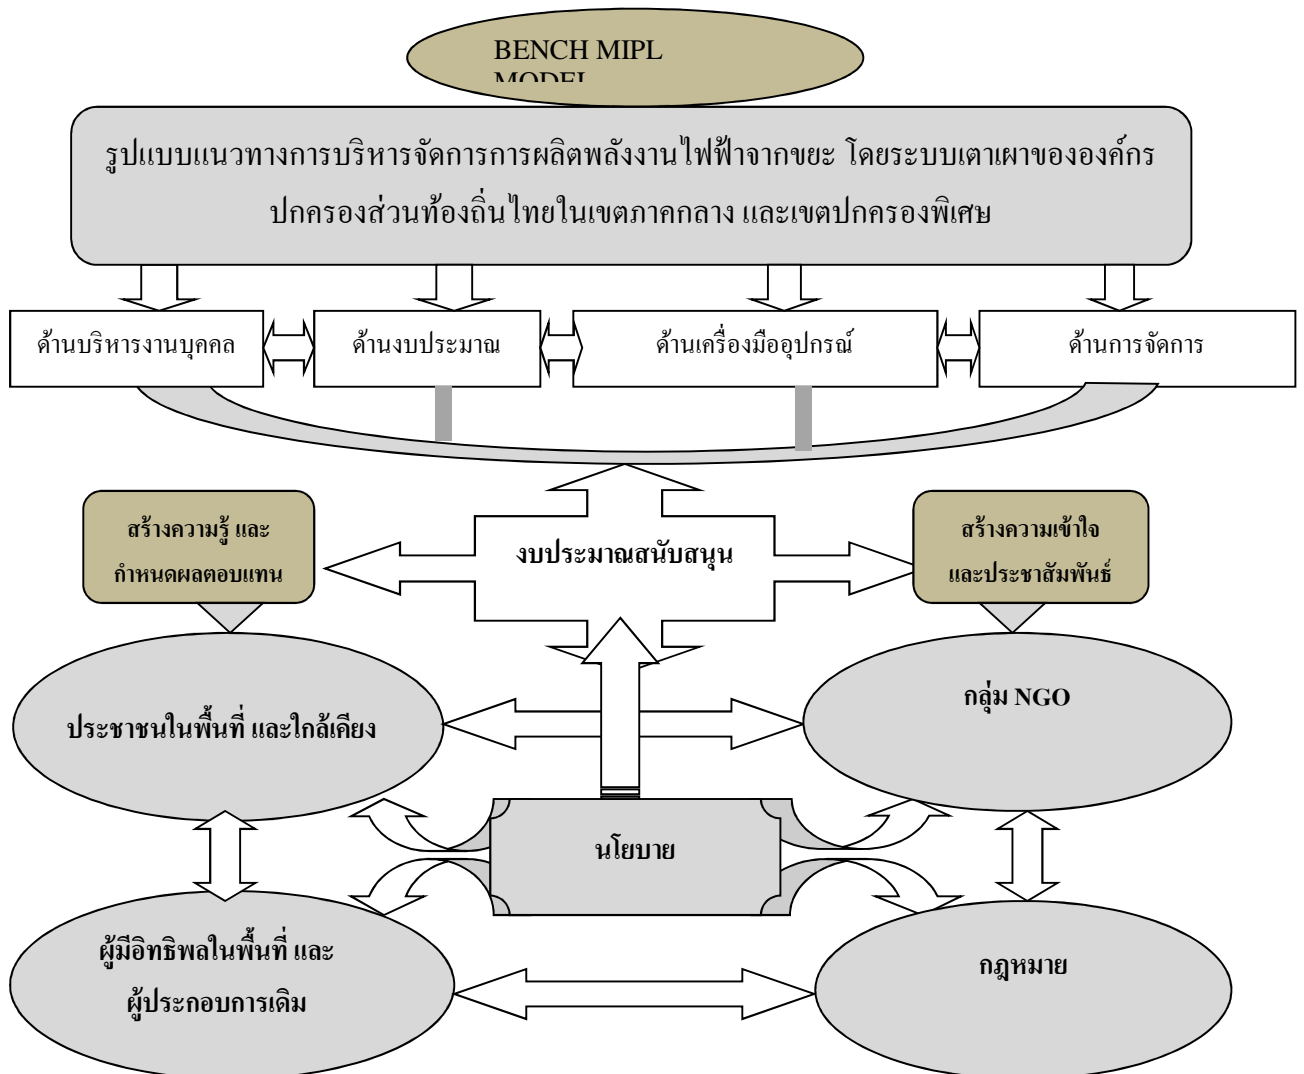 BENCH MIPL
MODEL
รูปแบบแนวทางการบริหารจัดการการผลิตพลังงานไฟฟ้าจากขยะ โดยระบบเตาเผาขององค์กร
ปกครองส่วนท้องถิ่นไทยในเขตภาคกลาง และเขตปกครองพิเศษ
ด้านบริหารงานบุคคล
ด้านงบประมาณ
ด้านเครื่องมืออุปกรณ์
ด้านการจัดการ
สร้างความรู้ และ
กำหนดผลตอบแทน
งบประมาณสนับสนุน
สร้างความเข้าใจ
และประชาสัมพันธ์
ประชาชนในพื้นที่ และใกล้เคียง
กลุ่ม NGO
นโยบาย
ผู้มีอิทธิพลในพื้นที่ และ
ผู้ประกอบการเดิม
กฎหมาย